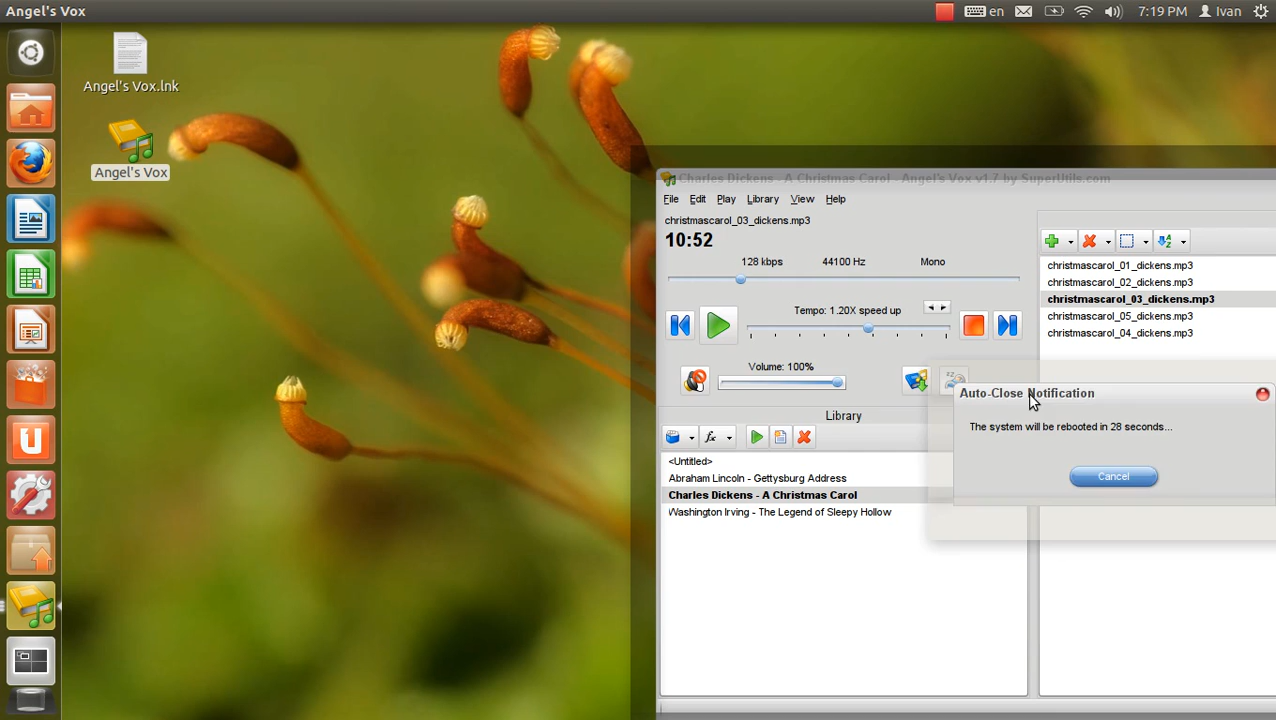 Angel's Vox
en
7:19 PM
Ivan
Angel's Vox.lnk
Angel's Vox
Charles Dickens - A Christmas Carol - Angel's Vox v1.7 by SuperUtils.com
File Edit Play Library View Help
christmascarol_03_dickens.mp3
10:52
128 kbps 44100 Hz Mono
Tempo: 1.20X speed up
Volume: 100%
Library
fx
<Untitled>
Abraham Lincoln - Gettysburg Address
Charles Dickens - A Christmas Carol
Washington Irving - The Legend of Sleepy Hollow
christmascarol_01_dickens.mp3
christmascarol_02_dickens.mp3
christmascarol_03_dickens.mp3
christmascarol_05_dickens.mp3
christmascarol_04_dickens.mp3
Auto-Close Notification
The system will be rebooted in 28 seconds...
Cancel